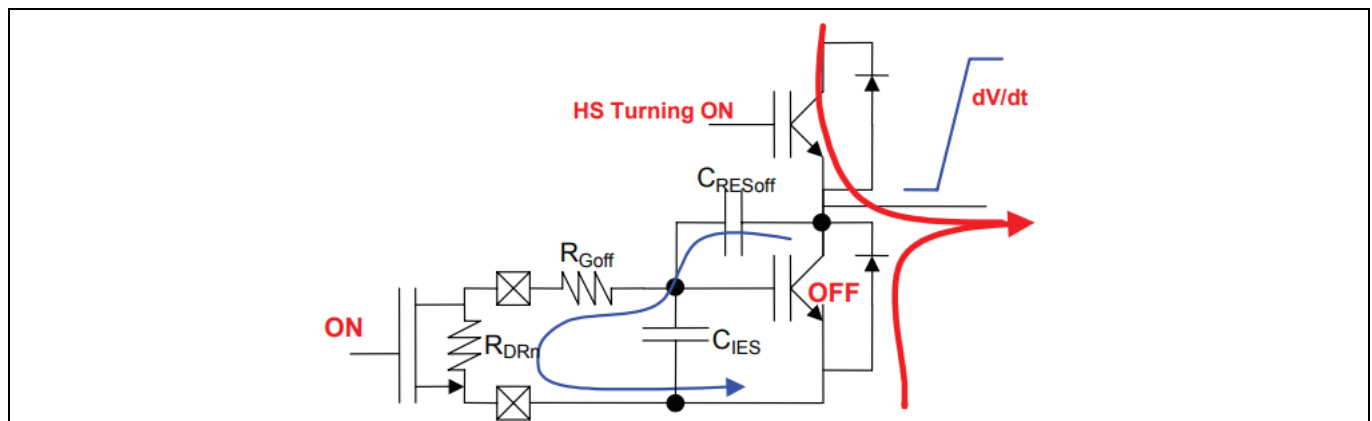 HS Turning ON
dV/dt
CRESoff
RGoff
OFF
ON
RDRn
CIES